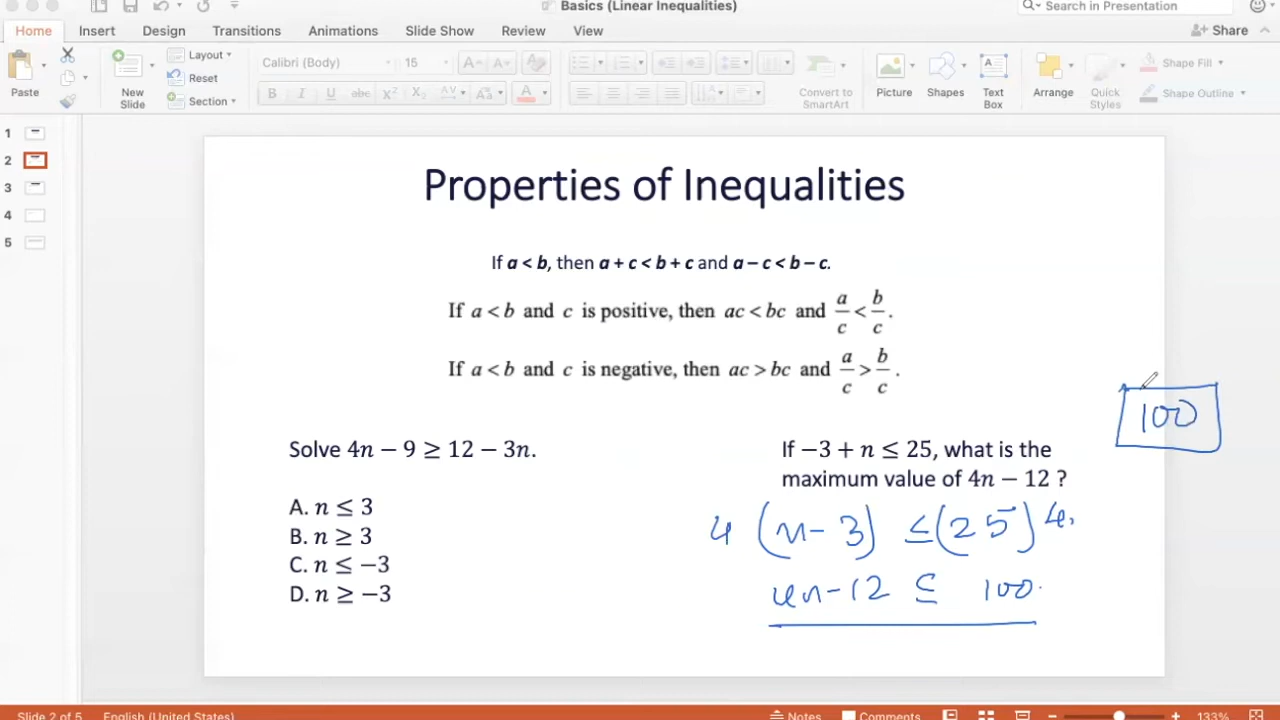 Basics (Linear Inequalities)
Search in Presentation
Home Insert Design Transitions Animations Slide Show Review View Share
Paste
New Slide
Layout
Reset
Section
Calibri (Body) 15
B I U abc X² X₂ AV Aa A
Convert to SmartArt
Picture Shapes Text Box Arrange Quick Styles
Shape Fill
Shape Outline
1
2
3
4
5
Properties of Inequalities
If a < b, then a + c < b + c and a – c < b – c.
If a < b and c is positive, then ac < bc and a/c < b/c.
If a < b and c is negative, then ac > bc and a/c > b/c.
100
Solve 4n − 9 ≥ 12 − 3n.
A. n ≤ 3
B. n ≥ 3
C. n ≤ −3
D. n ≥ −3
If −3 + n ≤ 25, what is the
maximum value of 4n − 12 ?
4 (n - 3) ≤ (25) 4.
4n - 12 ≤ 100.
Slide 2 of 5 English (United States) Notes Comments 133%